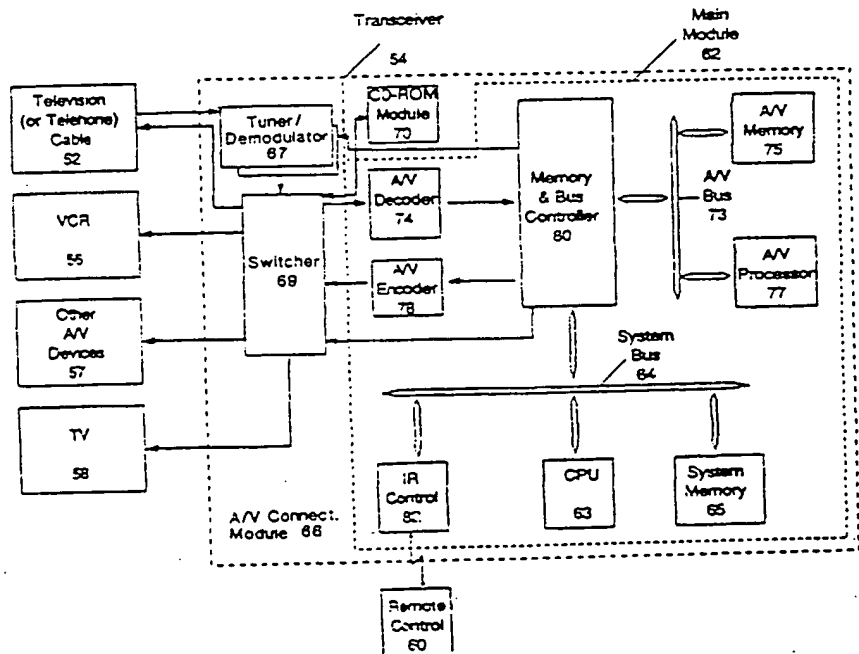 Transceiver
54
Main
Module
62
Television
(or Telehone)
Cable
52
Tuner/
Demodulator
67
CD-ROM
Module
70
A/V
Memory
75
VCR
55
A/V
Decoder
74
Memory
& Bus
Controller
80
A/V
Bus
73
Switcher
69
A/V
Encoder
78
A/V
Processor
77
Other
A/V
Devices
57
System
Bus
64
TV
58
IR
Control
82
CPU
63
System
Memory
65
A/V Connect.
Module 66
Remote
Control
60